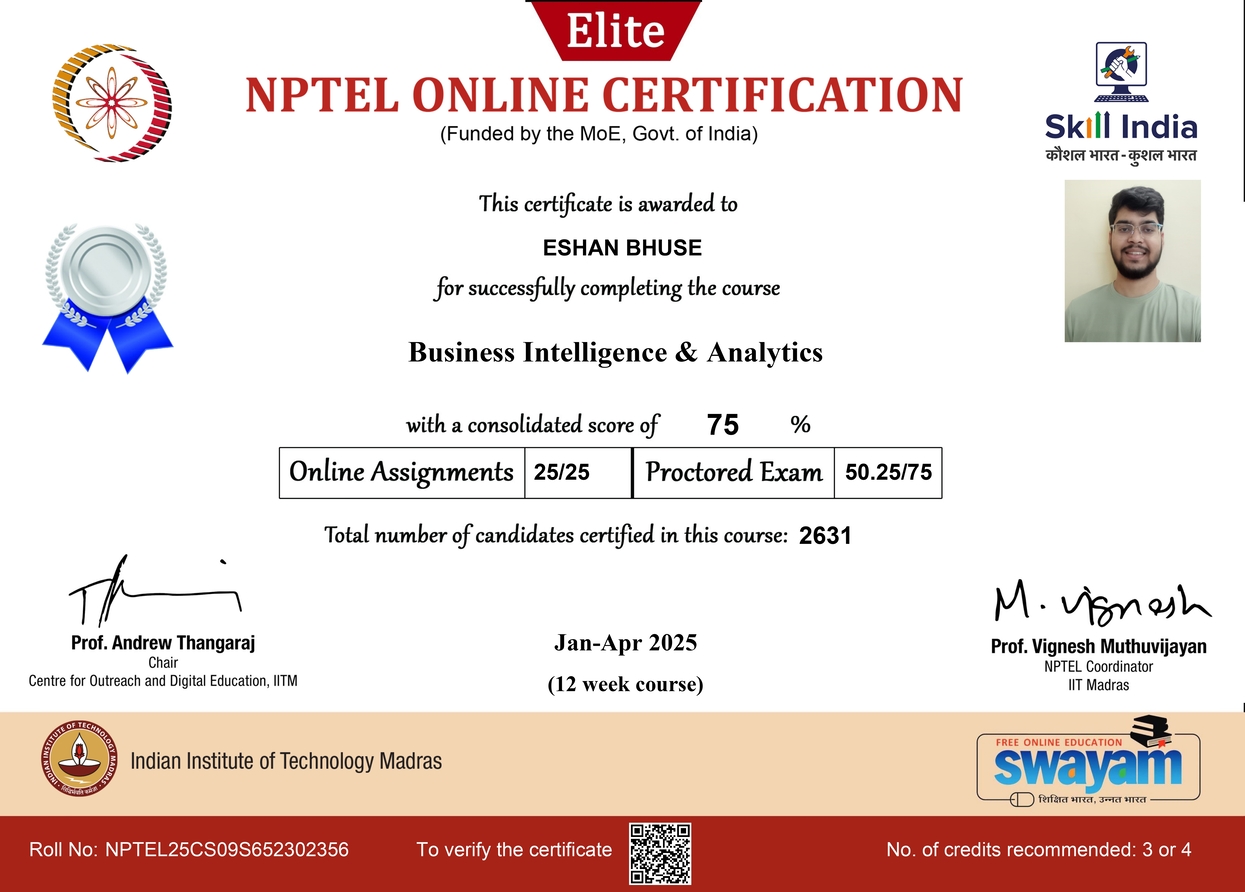 Elite
NPTEL ONLINE CERTIFICATION
(Funded by the MoE, Govt. of India)
Skill India
कौशल भारत-कुशल भारत
This certificate is awarded to
ESHAN BHUSE
for successfully completing the course
Business Intelligence & Analytics
with a consolidated score of 75 %
Online Assignments 25/25 Proctored Exam 50.25/75
Total number of candidates certified in this course: 2631
M. Vignesh
Prof. Andrew Thangaraj
Chair
Centre for Outreach and Digital Education, IITM
Jan-Apr 2025
(12 week course)
Prof. Vignesh Muthuvijayan
NPTEL Coordinator
IIT Madras
INDIAN INSTITUTE OF TECHNOLOGY MADRAS
Indian Institute of Technology Madras
FREE ONLINE EDUCATION
swayam
शिक्षित भारत, उन्नत भारत
Roll No: NPTEL25CS09S652302356
To verify the certificate
No. of credits recommended: 3 or 4